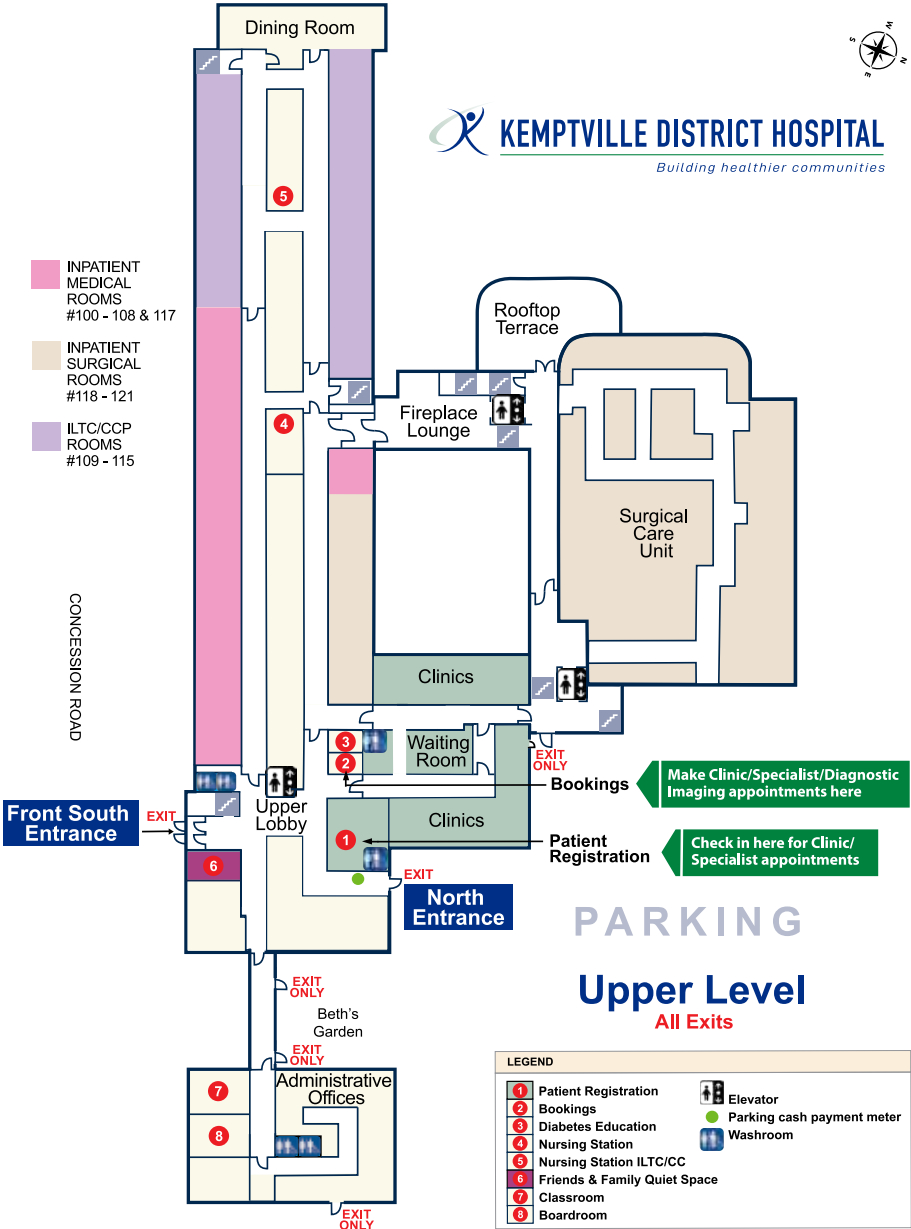 Dining Room
W
S
N
E
KEMPTVILLE DISTRICT HOSPITAL
Building healthier communities
5
INPATIENT
MEDICAL
ROOMS
#100 - 108 & 117
INPATIENT
SURGICAL
ROOMS
#118 - 121
ILTC/CCP
ROOMS
#109 - 115
Rooftop
Terrace
Fireplace
Lounge
4
Surgical
Care
Unit
CONCESSION ROAD
Clinics
3
2
Waiting
Room
EXIT
ONLY
Bookings
Make Clinic/Specialist/Diagnostic
Imaging appointments here
Upper
Lobby
Front South
Entrance
EXIT
Clinics
1
Patient
Registration
Check in here for Clinic/
Specialist appointments
6
EXIT
North
Entrance
PARKING
EXIT
ONLY
Beth's
Garden
EXIT
ONLY
Upper Level
All Exits
7
8
Administrative
Offices
EXIT
ONLY
LEGEND
1 Patient Registration
2 Bookings
3 Diabetes Education
4 Nursing Station
5 Nursing Station ILTC/CC
6 Friends & Family Quiet Space
7 Classroom
8 Boardroom
Elevator
Parking cash payment meter
Washroom